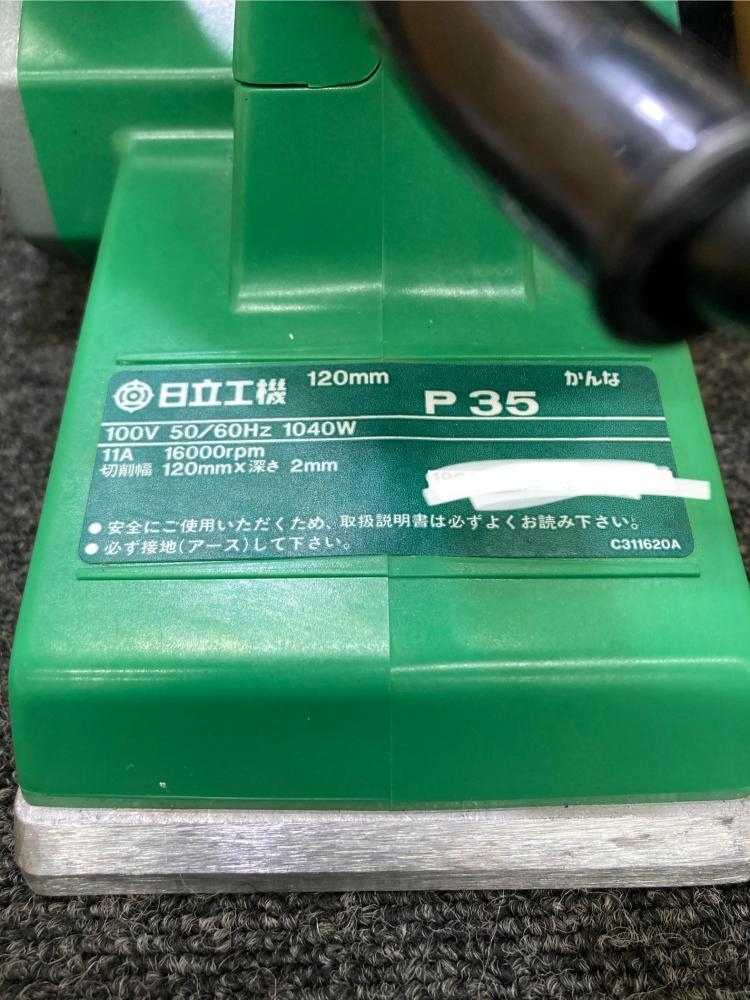 日立工機 120mm P 35 かんな
100V 50/60Hz 1040W
11A 16000rpm
切削幅 120mm×深さ 2mm
● 安全にご使用いただくため、取扱説明書は必ずよくお読み下さい。
● 必ず接地(アース)して下さい。 C311620A